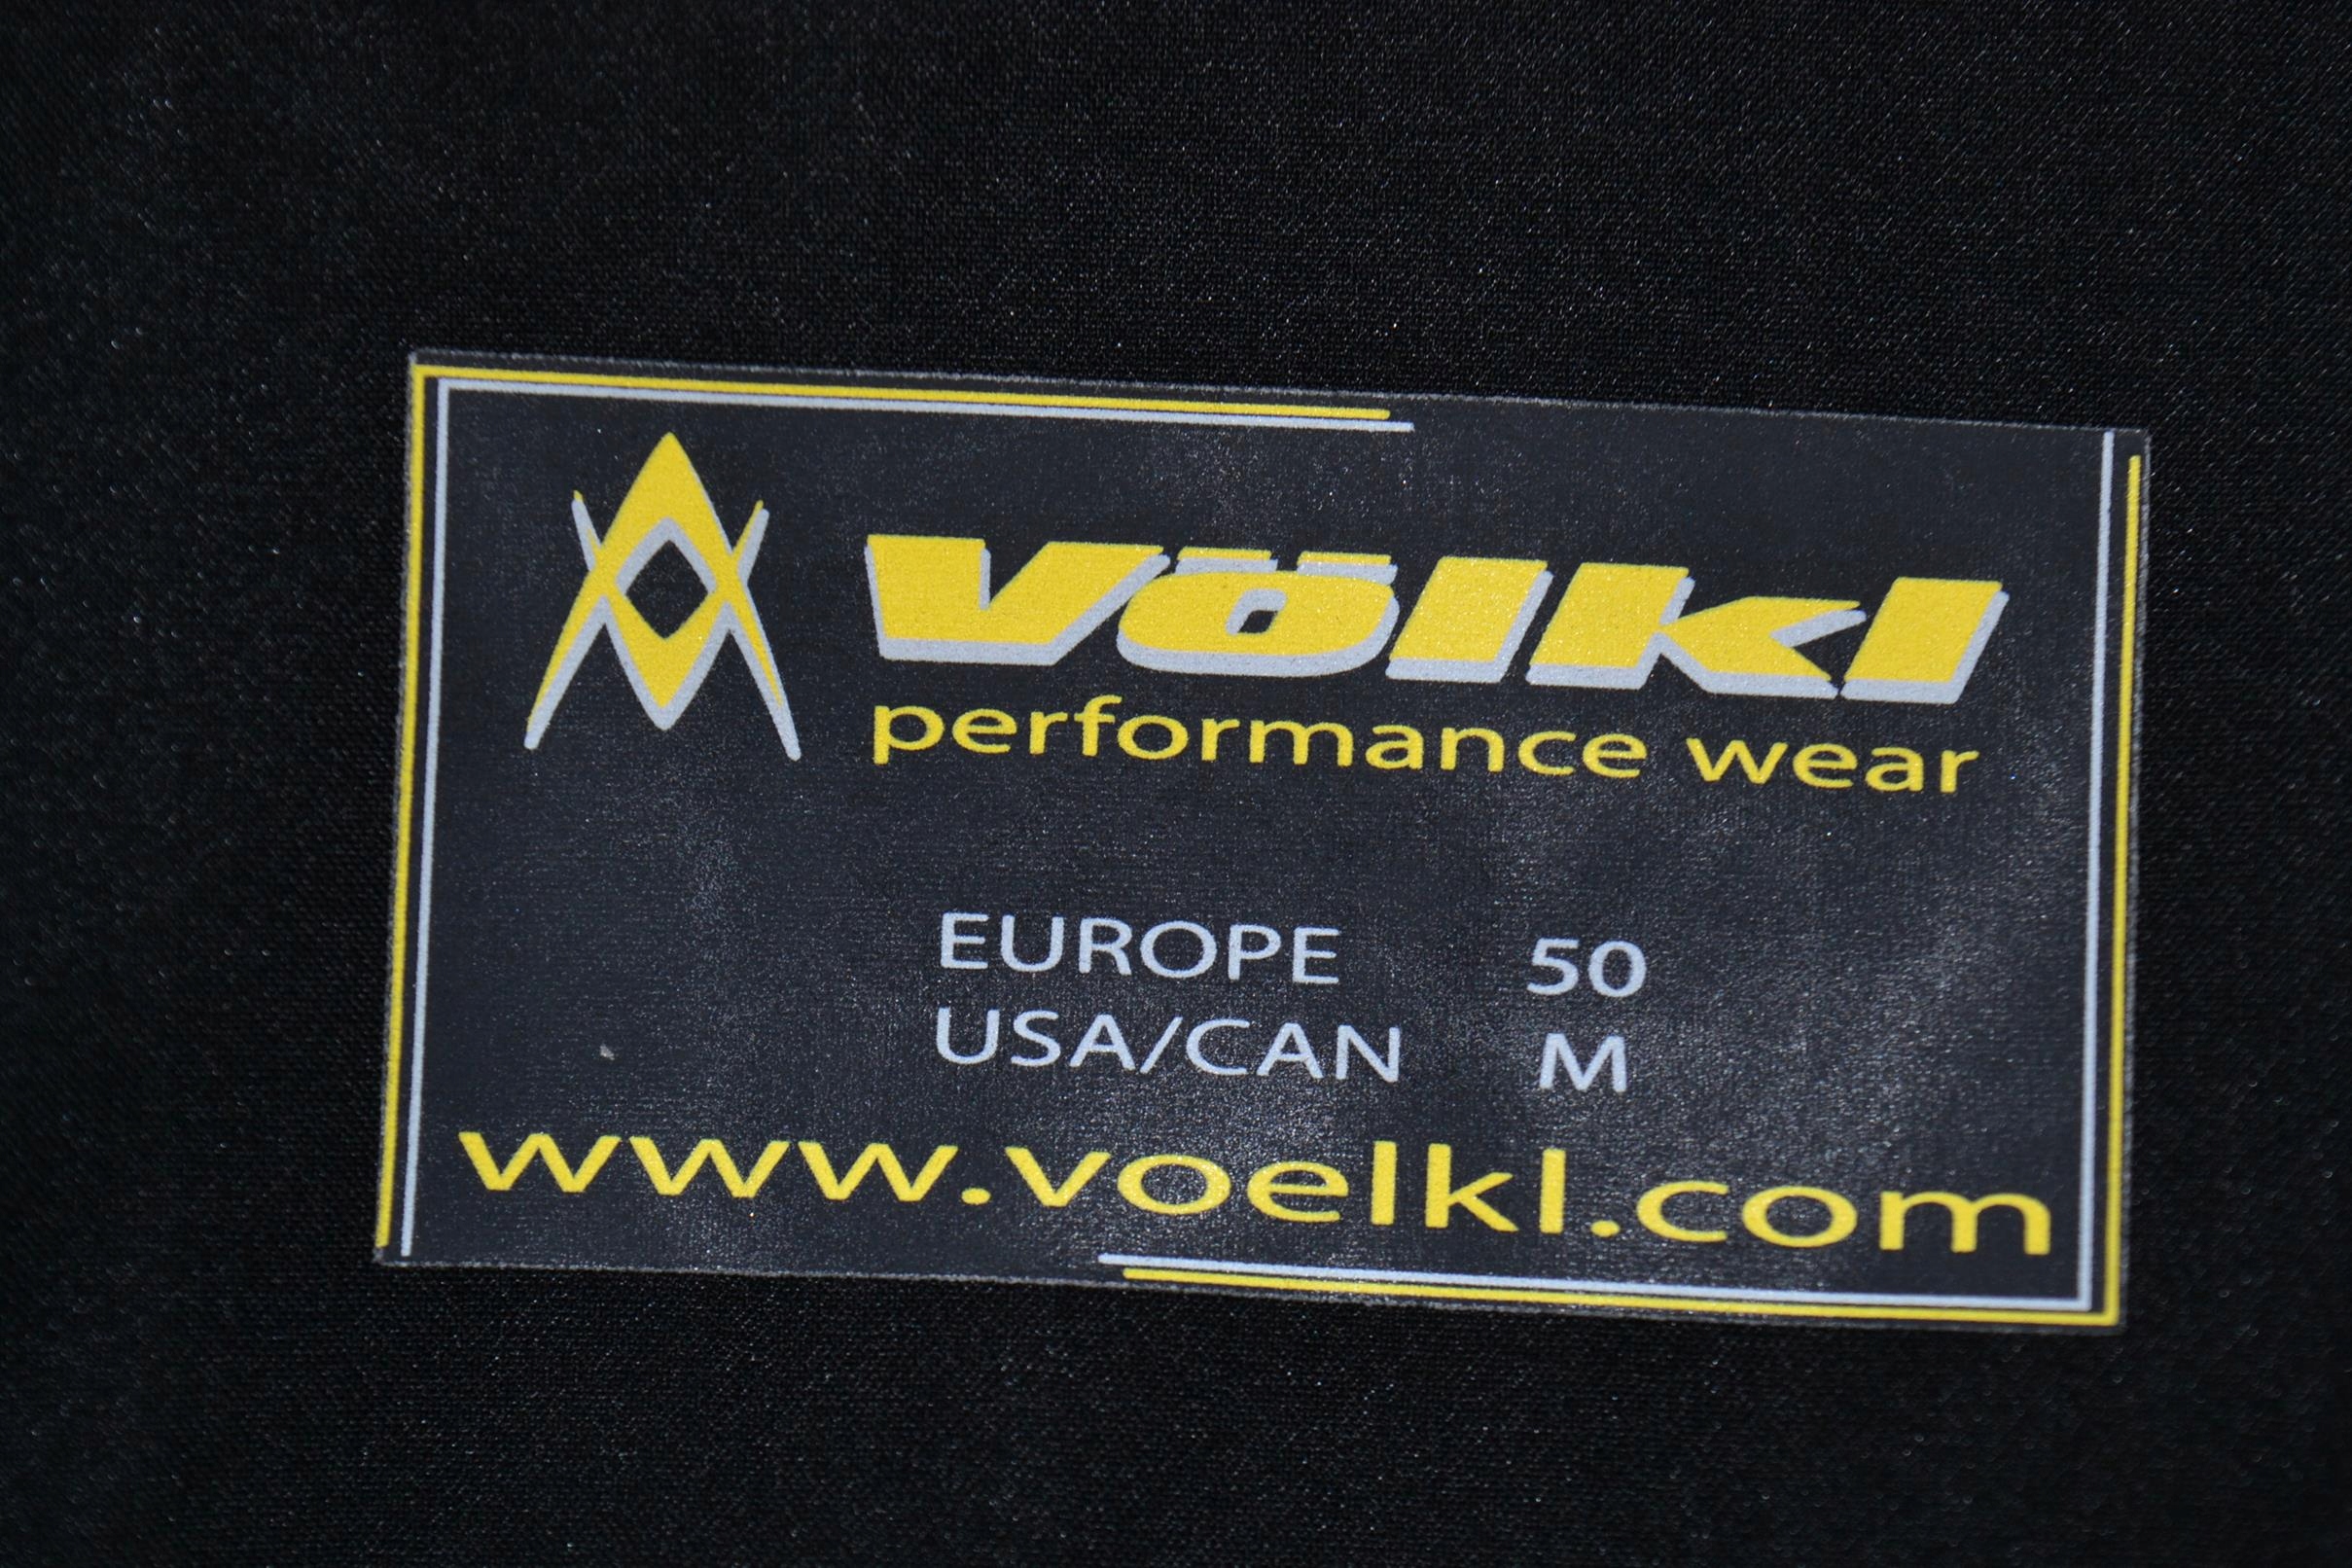 Völkl
performance wear
EUROPE 50
USA/CAN M
www.voelkl.com